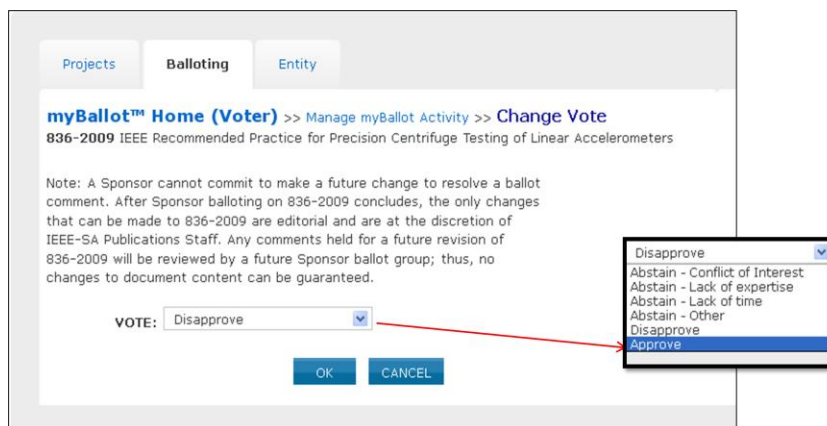 Projects Balloting Entity
myBallot™ Home (Voter) >> Manage myBallot Activity >> Change Vote
836-2009 IEEE Recommended Practice for Precision Centrifuge Testing of Linear Accelerometers
Note: A Sponsor cannot commit to make a future change to resolve a ballot
comment. After Sponsor balloting on 836-2009 concludes, the only changes
that can be made to 836-2009 are editorial and are at the discretion of
IEEE-SA Publications Staff. Any comments held for a future revision of
836-2009 will be reviewed by a future Sponsor ballot group; thus, no
changes to document content can be guaranteed.
VOTE: Disapprove
OK CANCEL
Disapprove
Abstain - Conflict of Interest
Abstain - Lack of expertise
Abstain - Lack of time
Abstain - Other
Disapprove
Approve